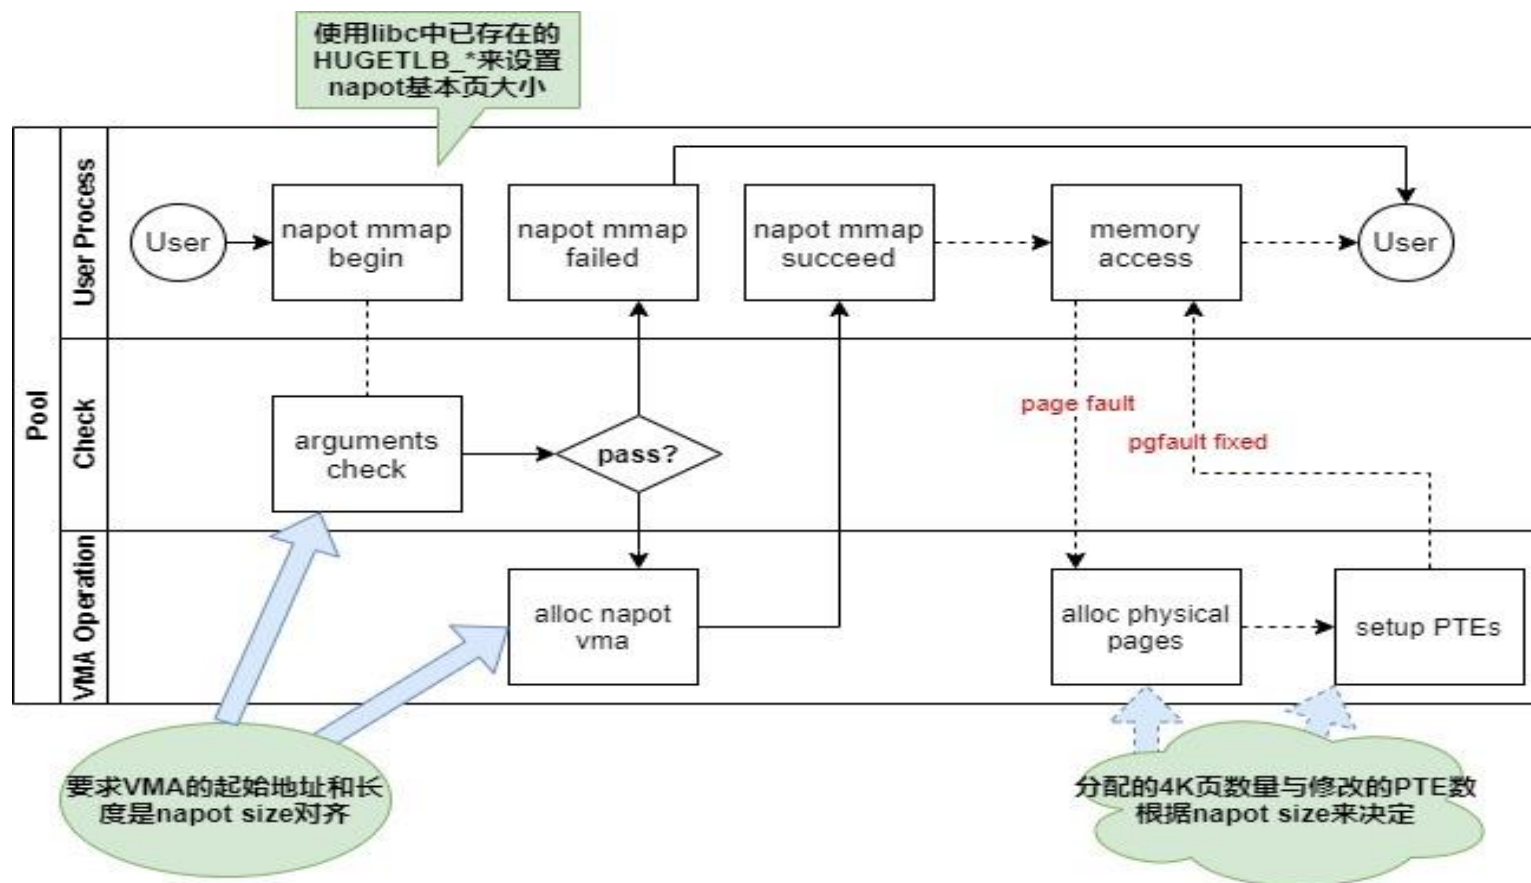 使用libc中已存在的
HUGETLB_*来设置
napot基本页大小
Pool
User Process
User
napot mmap
begin
napot mmap
failed
napot mmap
succeed
memory
access
User
Check
arguments
check
pass?
page fault
pgfault fixed
VMA Operation
alloc napot
vma
alloc physical
pages
setup PTEs
要求VMA的起始地址和长
度是napot size对齐
分配的4K页数量与修改的PTE数
根据napot size来决定